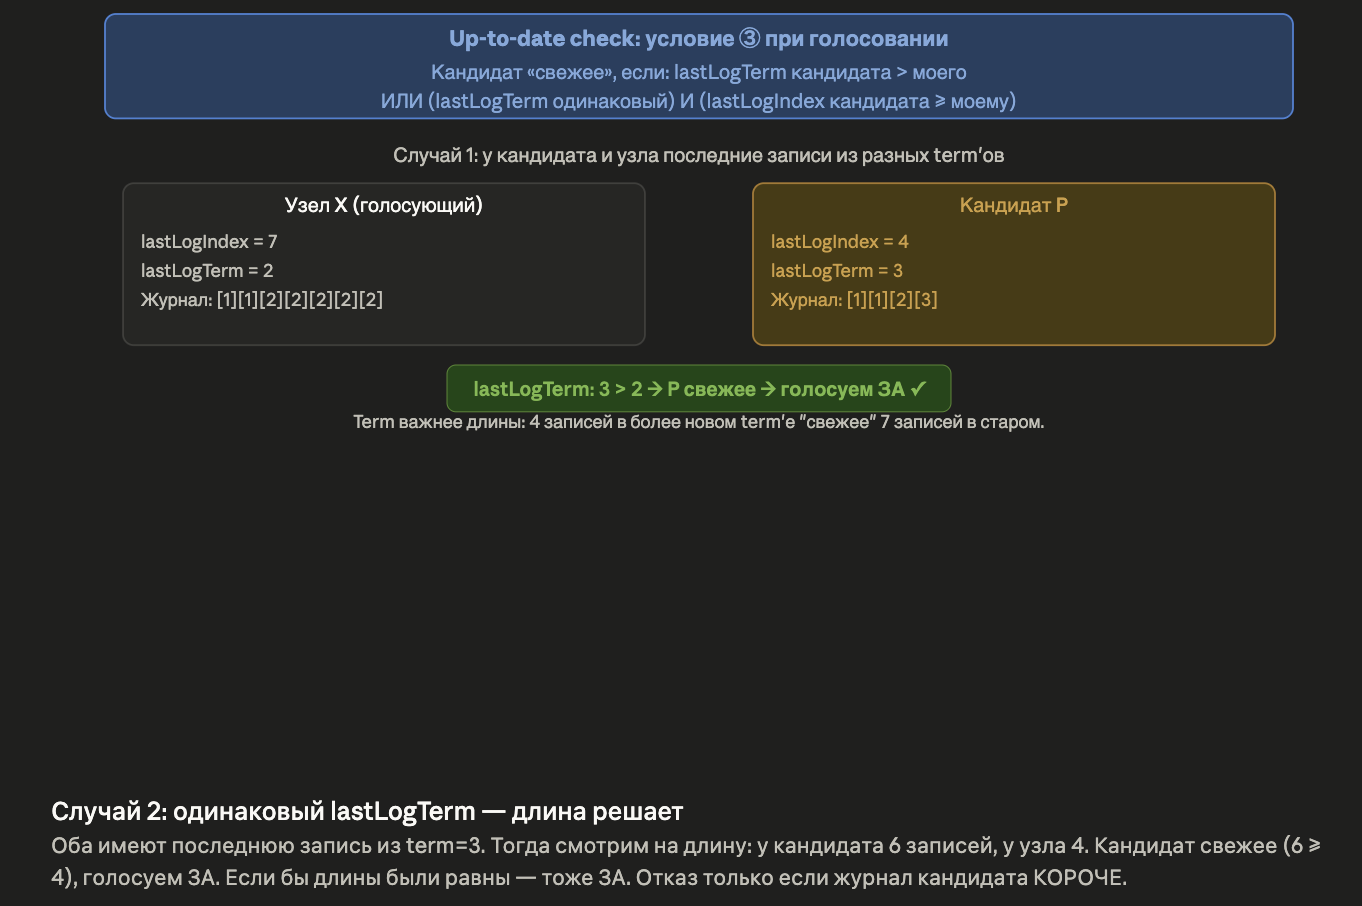 Up-to-date check: условие ③ при голосовании
Кандидат «свежее», если: lastLogTerm кандидата > моего
ИЛИ (lastLogTerm одинаковый) И (lastLogIndex кандидата ≥ моему)
Случай 1: у кандидата и узла последние записи из разных term'ов
Узел X (голосующий)
lastLogIndex = 7
lastLogTerm = 2
Журнал: [1][1][2][2][2][2][2]
Кандидат P
lastLogIndex = 4
lastLogTerm = 3
Журнал: [1][1][2][3]
lastLogTerm: 3 > 2 → P свежее → голосуем ЗА ✓
Term важнее длины: 4 записей в более новом term'е "свежее" 7 записей в старом.
Случай 2: одинаковый lastLogTerm — длина решает
Оба имеют последнюю запись из term=3. Тогда смотрим на длину: у кандидата 6 записей, у узла 4. Кандидат свежее (6 ≥
4), голосуем ЗА. Если бы длины были равны — тоже ЗА. Отказ только если журнал кандидата КОРОЧЕ.